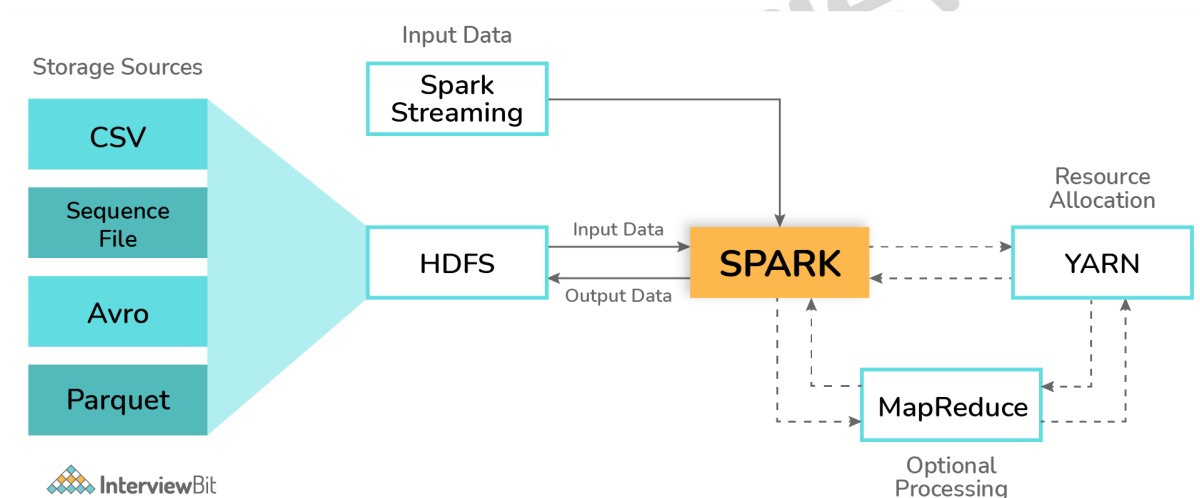 Input Data
Storage Sources
Spark
Streaming
CSV
Sequence
File
Avro
Parquet
HDFS
Input Data
Output Data
SPARK
Resource
Allocation
YARN
MapReduce
Optional
Processing
InterviewBit